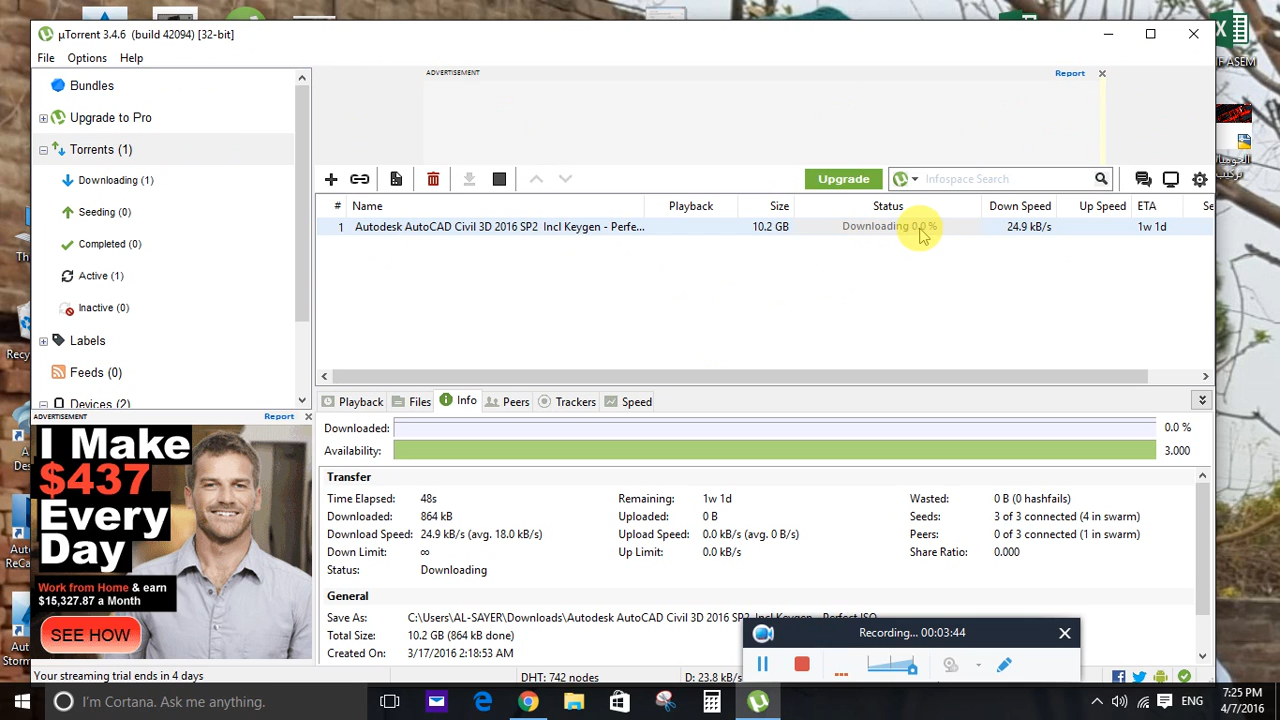 µTorrent 3.4.6 (build 42094) [32-bit]
File Options Help
Bundles
Upgrade to Pro
Torrents (1)
Downloading (1)
Seeding (0)
Completed (0)
Active (1)
Inactive (0)
Labels
Feeds (0)
Devices (2)
ADVERTISEMENT
Report
Upgrade
Infospace Search
# Name Playback Size Status Down Speed Up Speed ETA Se
1 Autodesk AutoCAD Civil 3D 2016 SP2 Incl Keygen - Perfe... 10.2 GB Downloading 0.0 % 24.9 kB/s 1w 1d
Playback Files Info Peers Trackers Speed
Downloaded: 0.0 %
Availability: 3.000
Transfer
Time Elapsed: 48s Remaining: 1w 1d Wasted: 0 B (0 hashfails)
Downloaded: 864 kB Uploaded: 0 B Seeds: 3 of 3 connected (4 in swarm)
Download Speed: 24.9 kB/s (avg. 18.0 kB/s) Upload Speed: 0.0 kB/s (avg. 0 B/s) Peers: 0 of 3 connected (1 in swarm)
Down Limit: ∞ Up Limit: 0.0 kB/s Share Ratio: 0.000
Status: Downloading
General
Save As: C:\Users\AL-SAYER\Downloads\Autodesk AutoCAD Civil 3D 2016 SP2 Incl Keygen - Perfect ISO
Total Size: 10.2 GB (864 kB done)
Created On: 3/17/2016 2:18:53 AM
ADVERTISEMENT
Report
I Make
$437
Every
Day
Work from Home & earn
$15,327.87 a Month
SEE HOW
Recording... 00:03:44
Your streaming trial ends in 4 days
DHT: 742 nodes
D: 23.8 kB/s
I'm Cortana. Ask me anything.
ENG
7:25 PM
4/7/2016